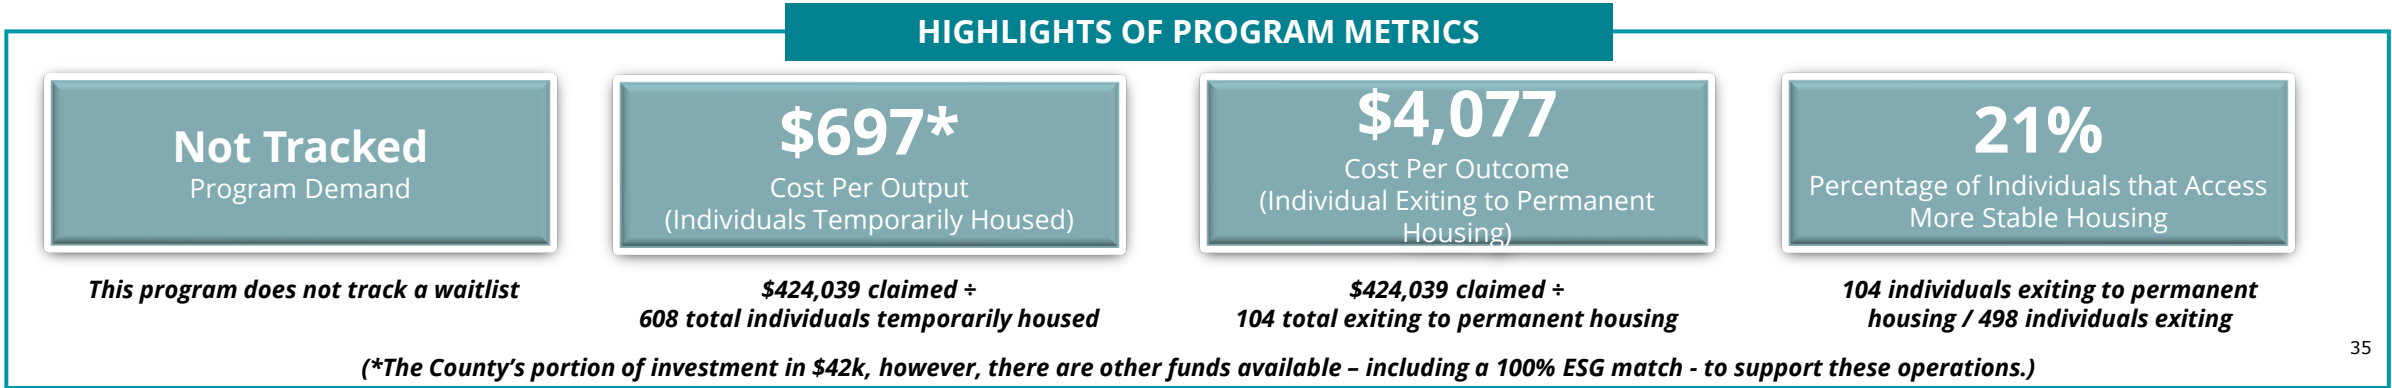 HIGHLIGHTS OF PROGRAM METRICS
Not Tracked
Program Demand
This program does not track a waitlist
$697*
Cost Per Output
(Individuals Temporarily Housed)
$424,039 claimed ÷
608 total individuals temporarily housed
$4,077
Cost Per Outcome
(Individual Exiting to Permanent
Housing)
$424,039 claimed ÷
104 total exiting to permanent housing
21%
Percentage of Individuals that Access
More Stable Housing
104 individuals exiting to permanent
housing / 498 individuals exiting
(*The County’s portion of investment in $42k, however, there are other funds available – including a 100% ESG match - to support these operations.)
35